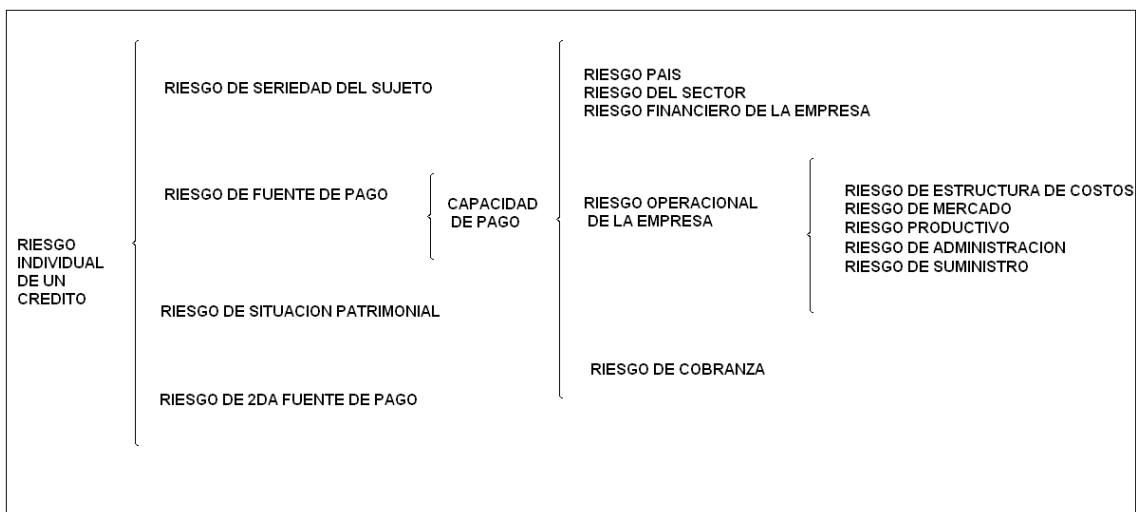 RIESGO
INDIVIDUAL
DE UN
CREDITO
RIESGO DE SERIEDAD DEL SUJETO
RIESGO DE FUENTE DE PAGO
RIESGO DE SITUACION PATRIMONIAL
RIESGO DE 2DA FUENTE DE PAGO
CAPACIDAD
DE PAGO
RIESGO PAIS
RIESGO DEL SECTOR
RIESGO FINANCIERO DE LA EMPRESA
RIESGO OPERACIONAL
DE LA EMPRESA
RIESGO DE COBRANZA
RIESGO DE ESTRUCTURA DE COSTOS
RIESGO DE MERCADO
RIESGO PRODUCTIVO
RIESGO DE ADMINISTRACION
RIESGO DE SUMINISTRO